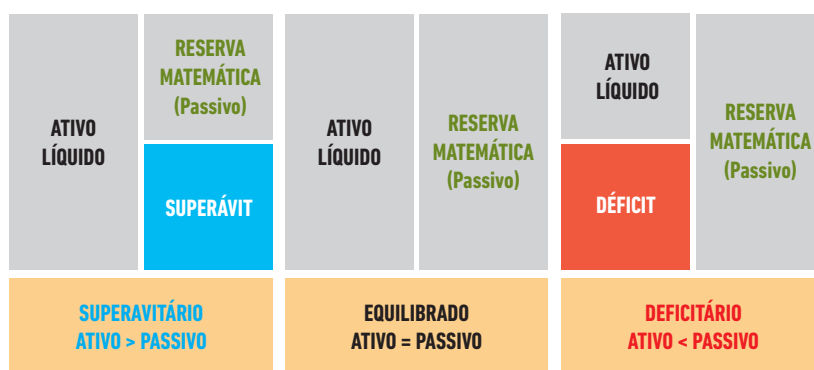 ATIVO
LÍQUIDO
RESERVA
MATEMÁTICA
(Passivo)
SUPERÁVIT
SUPERAVITÁRIO
ATIVO > PASSIVO
ATIVO
LÍQUIDO
RESERVA
MATEMÁTICA
(Passivo)
EQUILIBRADO
ATIVO = PASSIVO
ATIVO
LÍQUIDO
DÉFICIT
RESERVA
MATEMÁTICA
(Passivo)
DEFICITÁRIO
ATIVO < PASSIVO